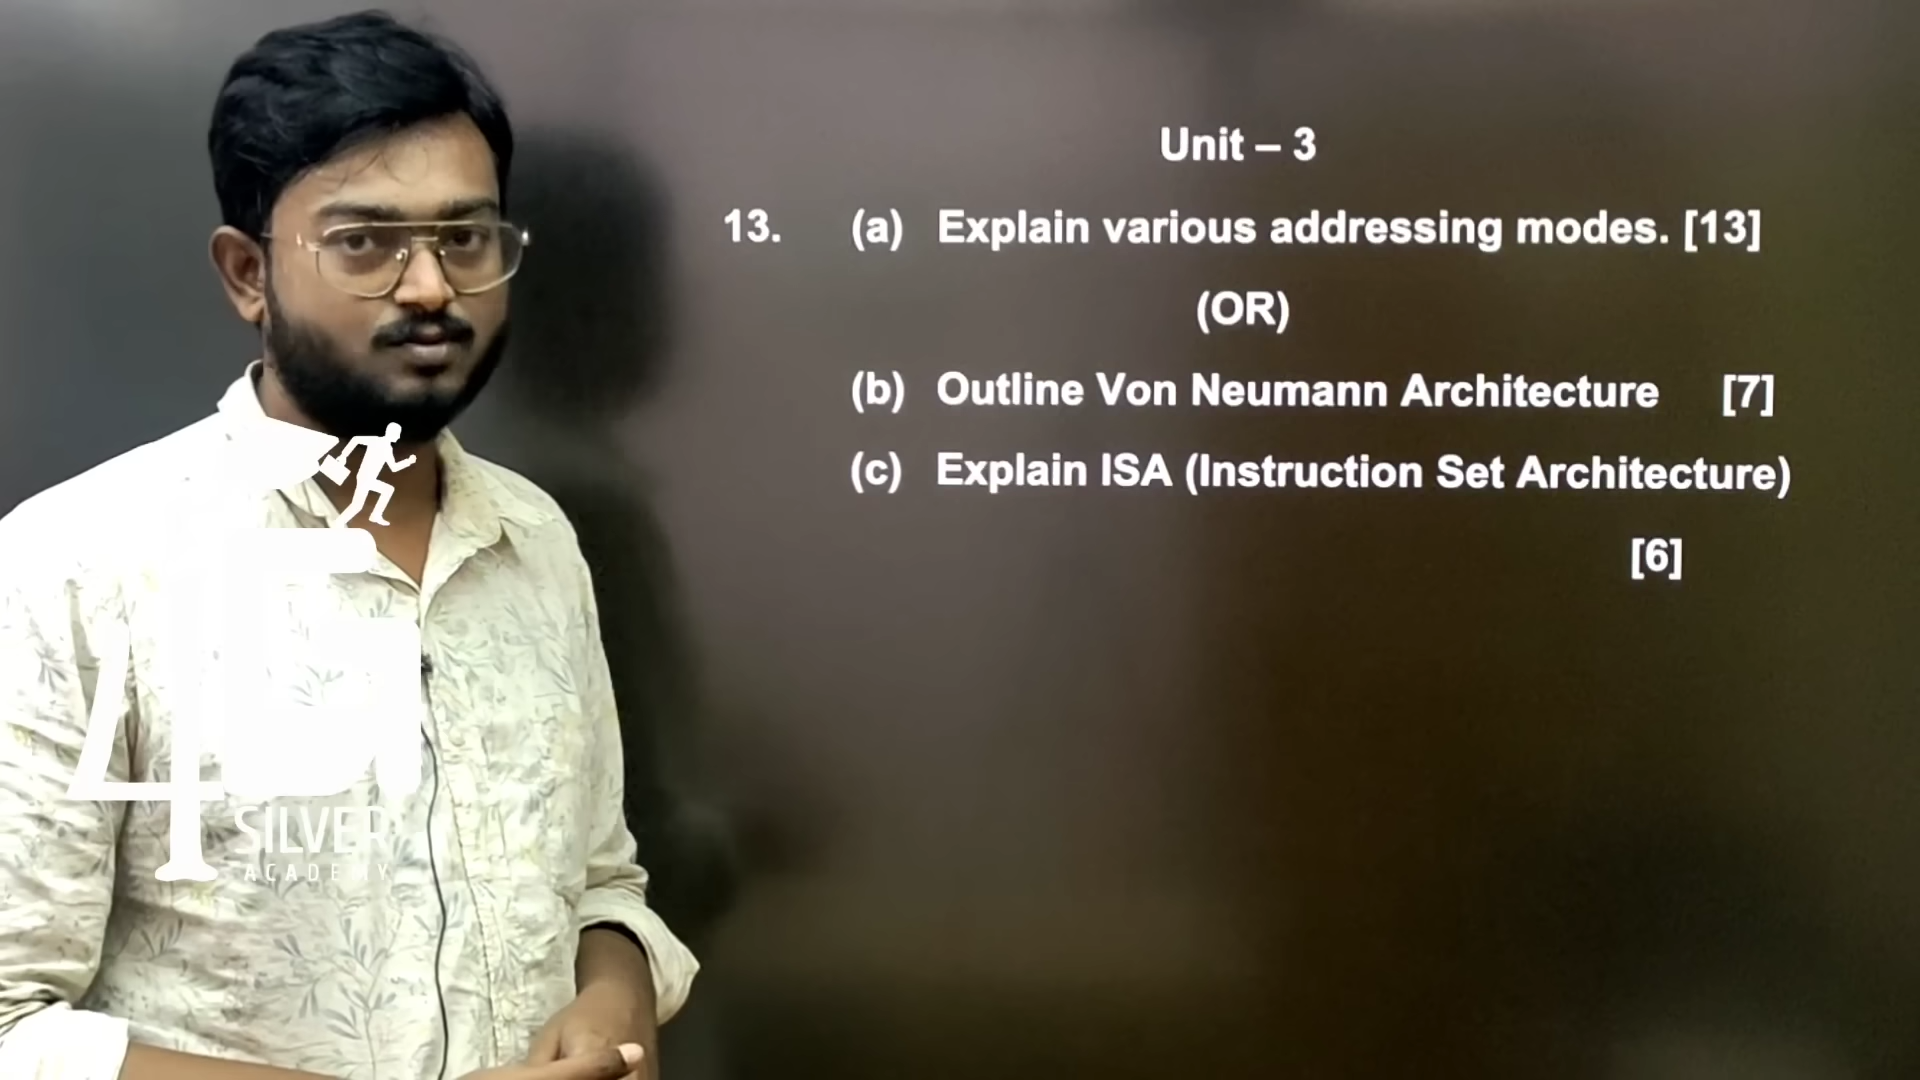 Unit – 3
13. (a) Explain various addressing modes. [13]
(OR)
(b) Outline Von Neumann Architecture [7]
(c) Explain ISA (Instruction Set Architecture)
[6]
4G
SILVER
ACADEMY